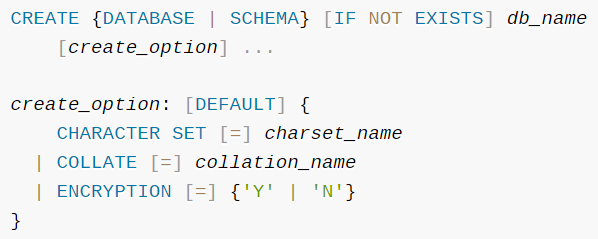 CREATE {DATABASE | SCHEMA} [IF NOT EXISTS] db_name
    [create_option] ...

create_option: [DEFAULT] {
    CHARACTER SET [=] charset_name
  | COLLATE [=] collation_name
  | ENCRYPTION [=] {'Y' | 'N'}
}